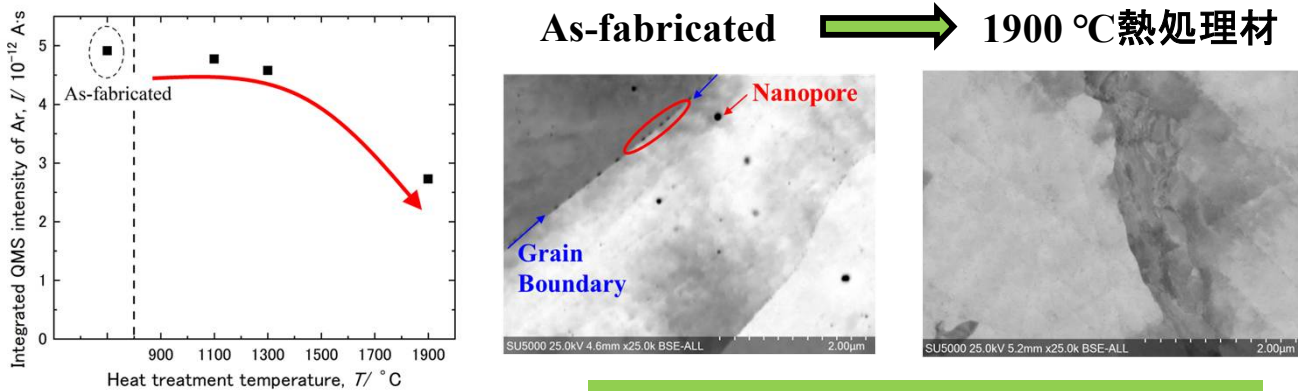 As-fabricated
1900 ℃熱処理材
Integrated QMS intensity of Ar, I/ 10⁻¹² A·s
5
4
3
2
1
0
As-fabricated
900 1100 1300 1500 1700 1900
Heat treatment temperature, T/ °C
Nanopore
Grain
Boundary
SU5000 25.0kV 4.6mm x25.0k BSE-ALL 2.00μm
SU5000 25.0kV 5.2mm x25.0k BSE-ALL 2.00μm